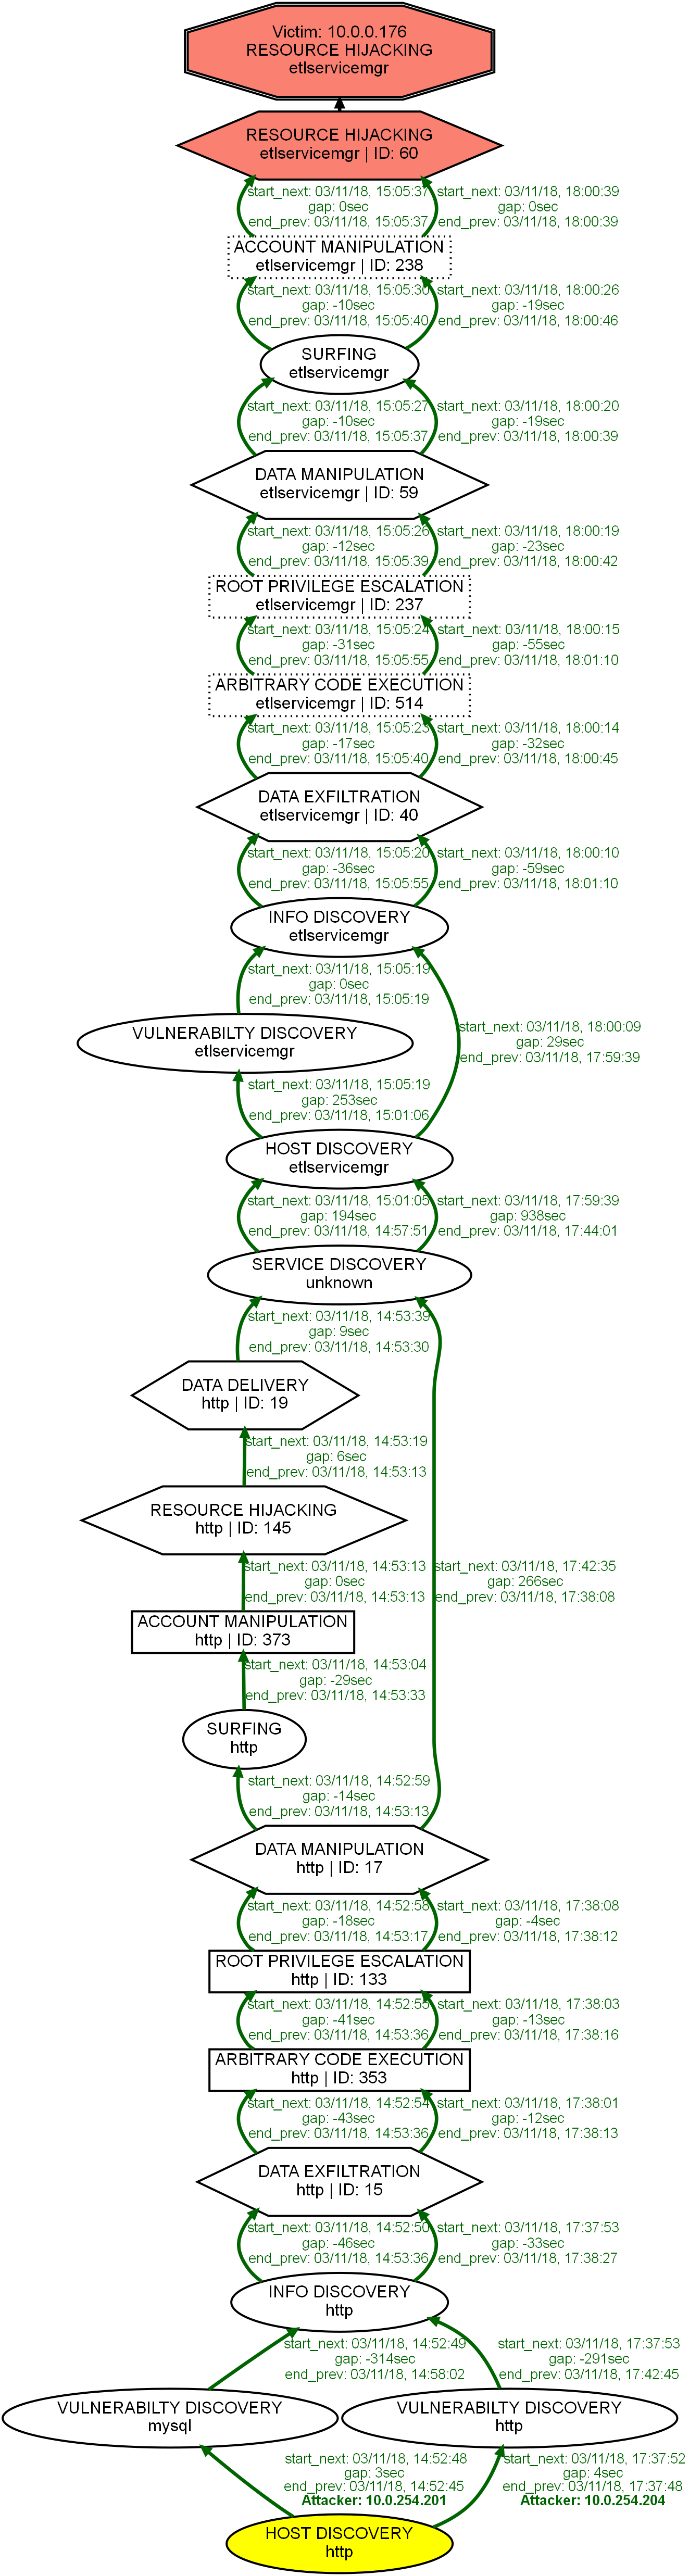 Victim: 10.0.0.176
RESOURCE HIJACKING
etlservicemgr
RESOURCE HIJACKING
etlservicemgr | ID: 60
start_next: 03/11/18, 15:05:37
gap: 0sec
end_prev: 03/11/18, 15:05:37
start_next: 03/11/18, 18:00:39
gap: 0sec
end_prev: 03/11/18, 18:00:39
ACCOUNT MANIPULATION
etlservicemgr | ID: 238
start_next: 03/11/18, 15:05:30
gap: -10sec
end_prev: 03/11/18, 15:05:40
start_next: 03/11/18, 18:00:26
gap: -19sec
end_prev: 03/11/18, 18:00:46
SURFING
etlservicemgr
start_next: 03/11/18, 15:05:27
gap: -10sec
end_prev: 03/11/18, 15:05:37
start_next: 03/11/18, 18:00:20
gap: -19sec
end_prev: 03/11/18, 18:00:39
DATA MANIPULATION
etlservicemgr | ID: 59
start_next: 03/11/18, 15:05:26
gap: -12sec
end_prev: 03/11/18, 15:05:39
start_next: 03/11/18, 18:00:19
gap: -23sec
end_prev: 03/11/18, 18:00:42
ROOT PRIVILEGE ESCALATION
etlservicemgr | ID: 237
start_next: 03/11/18, 15:05:24
gap: -31sec
end_prev: 03/11/18, 15:05:55
start_next: 03/11/18, 18:00:15
gap: -55sec
end_prev: 03/11/18, 18:01:10
ARBITRARY CODE EXECUTION
etlservicemgr | ID: 514
start_next: 03/11/18, 15:05:23
gap: -17sec
end_prev: 03/11/18, 15:05:40
start_next: 03/11/18, 18:00:14
gap: -32sec
end_prev: 03/11/18, 18:00:45
DATA EXFILTRATION
etlservicemgr | ID: 40
start_next: 03/11/18, 15:05:20
gap: -36sec
end_prev: 03/11/18, 15:05:55
start_next: 03/11/18, 18:00:10
gap: -59sec
end_prev: 03/11/18, 18:01:10
INFO DISCOVERY
etlservicemgr
start_next: 03/11/18, 15:05:19
gap: 0sec
end_prev: 03/11/18, 15:05:19
start_next: 03/11/18, 18:00:09
gap: 29sec
end_prev: 03/11/18, 17:59:39
VULNERABILTY DISCOVERY
etlservicemgr
start_next: 03/11/18, 15:05:19
gap: 253sec
end_prev: 03/11/18, 15:01:06
HOST DISCOVERY
etlservicemgr
start_next: 03/11/18, 15:01:05
gap: 194sec
end_prev: 03/11/18, 14:57:51
start_next: 03/11/18, 17:59:39
gap: 938sec
end_prev: 03/11/18, 17:44:01
SERVICE DISCOVERY
unknown
start_next: 03/11/18, 14:53:39
gap: 9sec
end_prev: 03/11/18, 14:53:30
DATA DELIVERY
http | ID: 19
start_next: 03/11/18, 14:53:19
gap: 6sec
end_prev: 03/11/18, 14:53:13
RESOURCE HIJACKING
http | ID: 145
start_next: 03/11/18, 14:53:13
gap: 0sec
end_prev: 03/11/18, 14:53:13
start_next: 03/11/18, 17:42:35
gap: 266sec
end_prev: 03/11/18, 17:38:08
ACCOUNT MANIPULATION
http | ID: 373
start_next: 03/11/18, 14:53:04
gap: -29sec
end_prev: 03/11/18, 14:53:33
SURFING
http
start_next: 03/11/18, 14:52:59
gap: -14sec
end_prev: 03/11/18, 14:53:13
DATA MANIPULATION
http | ID: 17
start_next: 03/11/18, 14:52:58
gap: -18sec
end_prev: 03/11/18, 14:53:17
start_next: 03/11/18, 17:38:08
gap: -4sec
end_prev: 03/11/18, 17:38:12
ROOT PRIVILEGE ESCALATION
http | ID: 133
start_next: 03/11/18, 14:52:55
gap: -41sec
end_prev: 03/11/18, 14:53:36
start_next: 03/11/18, 17:38:03
gap: -13sec
end_prev: 03/11/18, 17:38:16
ARBITRARY CODE EXECUTION
http | ID: 353
start_next: 03/11/18, 14:52:54
gap: -43sec
end_prev: 03/11/18, 14:53:36
start_next: 03/11/18, 17:38:01
gap: -12sec
end_prev: 03/11/18, 17:38:13
DATA EXFILTRATION
http | ID: 15
start_next: 03/11/18, 14:52:50
gap: -46sec
end_prev: 03/11/18, 14:53:36
start_next: 03/11/18, 17:37:53
gap: -33sec
end_prev: 03/11/18, 17:38:27
INFO DISCOVERY
http
start_next: 03/11/18, 14:52:49
gap: -314sec
end_prev: 03/11/18, 14:58:02
start_next: 03/11/18, 17:37:53
gap: -291sec
end_prev: 03/11/18, 17:42:45
VULNERABILTY DISCOVERY
mysql
VULNERABILTY DISCOVERY
http
start_next: 03/11/18, 14:52:48
gap: 3sec
end_prev: 03/11/18, 14:52:45
Attacker: 10.0.254.201
start_next: 03/11/18, 17:37:52
gap: 4sec
end_prev: 03/11/18, 17:37:48
Attacker: 10.0.254.204
HOST DISCOVERY
http